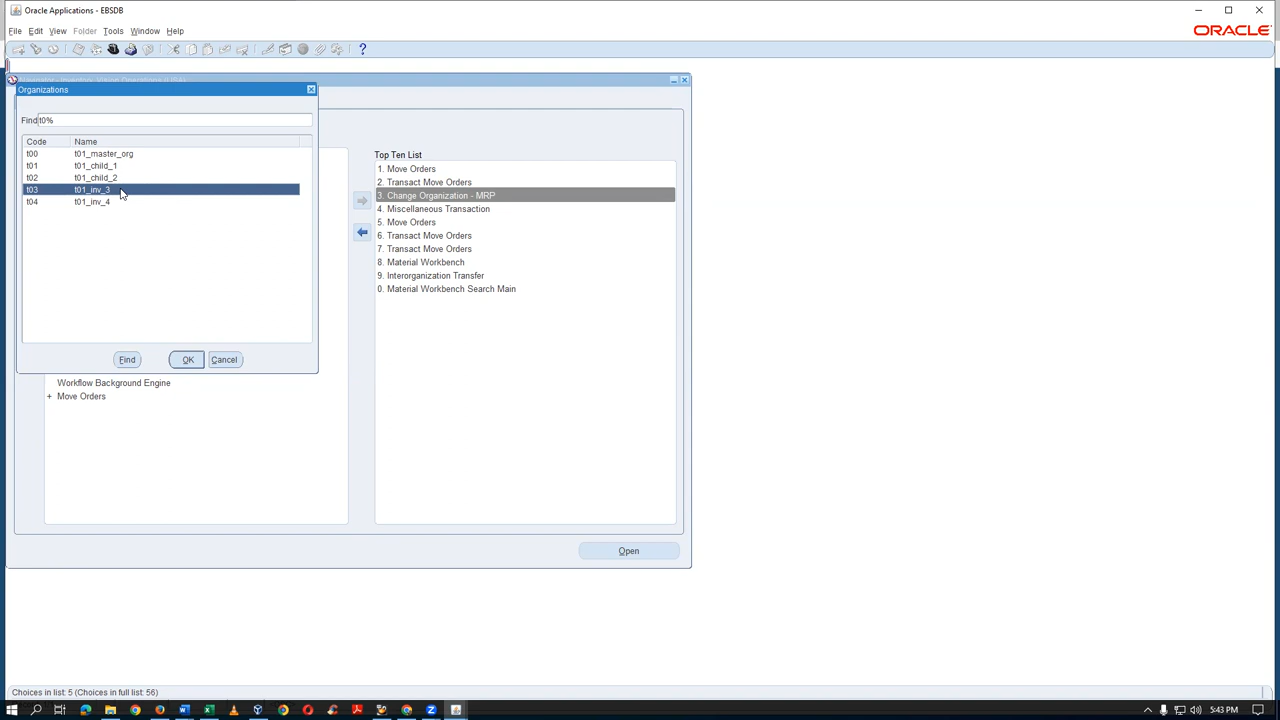 Oracle Applications - EBSDB
File Edit View Folder Tools Window Help
ORACLE
Organizations
Find t0%
Code Name
t00 t01_master_org
t01 t01_child_1
t02 t01_child_2
t03 t01_inv_3
t04 t01_inv_4
Find OK Cancel
Workflow Background Engine
+ Move Orders
Top Ten List
1. Move Orders
2. Transact Move Orders
3. Change Organization - MRP
4. Miscellaneous Transaction
5. Move Orders
6. Transact Move Orders
7. Transact Move Orders
8. Material Workbench
9. Interorganization Transfer
0. Material Workbench Search Main
Open
Choices in list: 5 (Choices in full list: 56)
5:43 PM